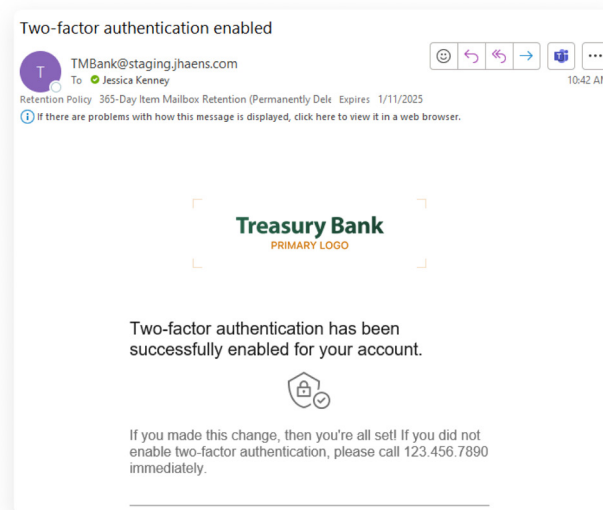 Two-factor authentication enabled
T
TMBank@staging.jhaens.com
To Jessica Kenney
10:42 AM
Retention Policy 365-Day Item Mailbox Retention (Permanently Dele Expires 1/11/2025
If there are problems with how this message is displayed, click here to view it in a web browser.
Treasury Bank
PRIMARY LOGO
Two-factor authentication has been
successfully enabled for your account.
If you made this change, then you're all set! If you did not
enable two-factor authentication, please call 123.456.7890
immediately.